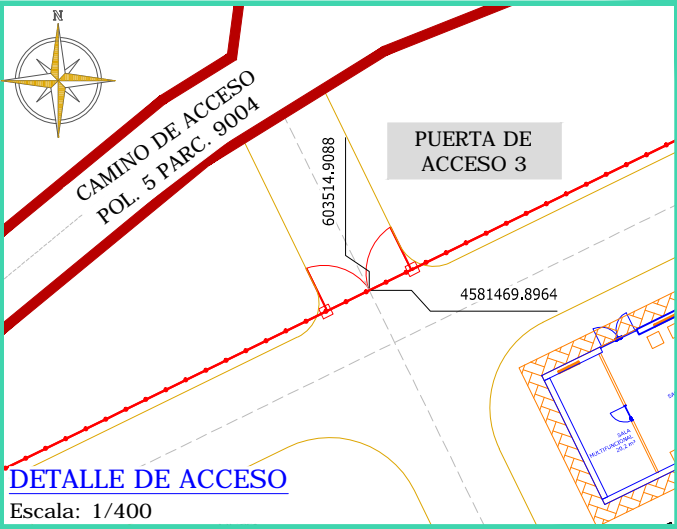 N
CAMINO DE ACCESO
POL. 5 PARC. 9004
603514.9088
PUERTA DE
ACCESO 3
4581469.8964
SALA
MULTIFUNCIONAL
DETALLE DE ACCESO
Escala: 1/400